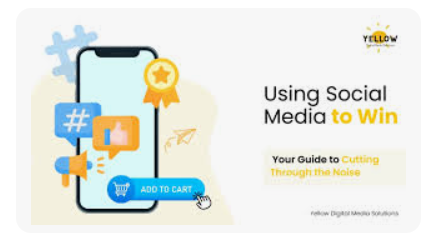 YELLOW
Using Social
Media to Win
Your Guide to Cutting
Through the Noise
#
ADD TO CART
Yellow Digital Media Solutions